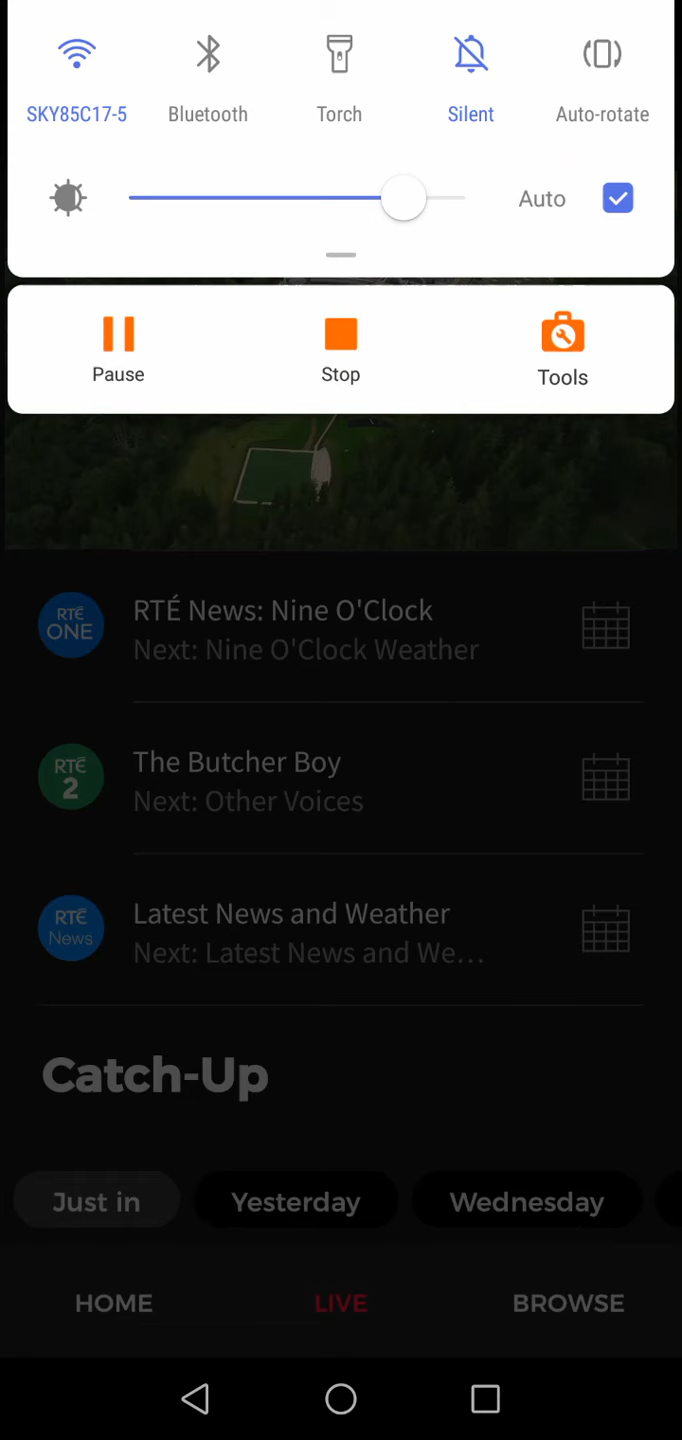 SKY85C17-5
Bluetooth
Torch
Silent
Auto-rotate
Auto
Pause
Stop
Tools
RTÉ
ONE
RTÉ News: Nine O'Clock
Next: Nine O'Clock Weather
RTÉ
2
The Butcher Boy
Next: Other Voices
RTÉ
News
Latest News and Weather
Next: Latest News and We...
Catch-Up
Just in
Yesterday
Wednesday
HOME
LIVE
BROWSE